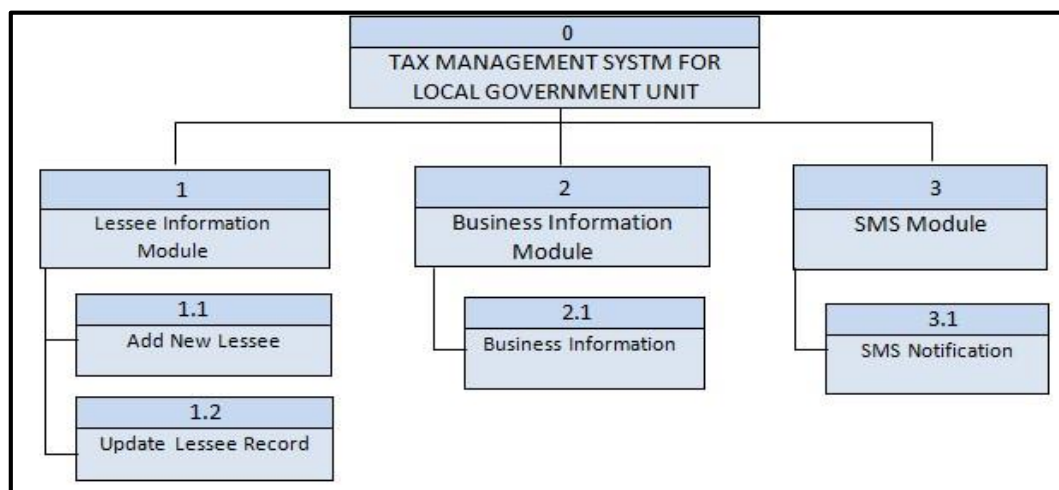 0
TAX MANAGEMENT SYSTM FOR
LOCAL GOVERNMENT UNIT
1
Lessee Information
Module
2
Business Information
Module
3
SMS Module
1.1
Add New Lessee
1.2
Update Lessee Record
2.1
Business Information
3.1
SMS Notification